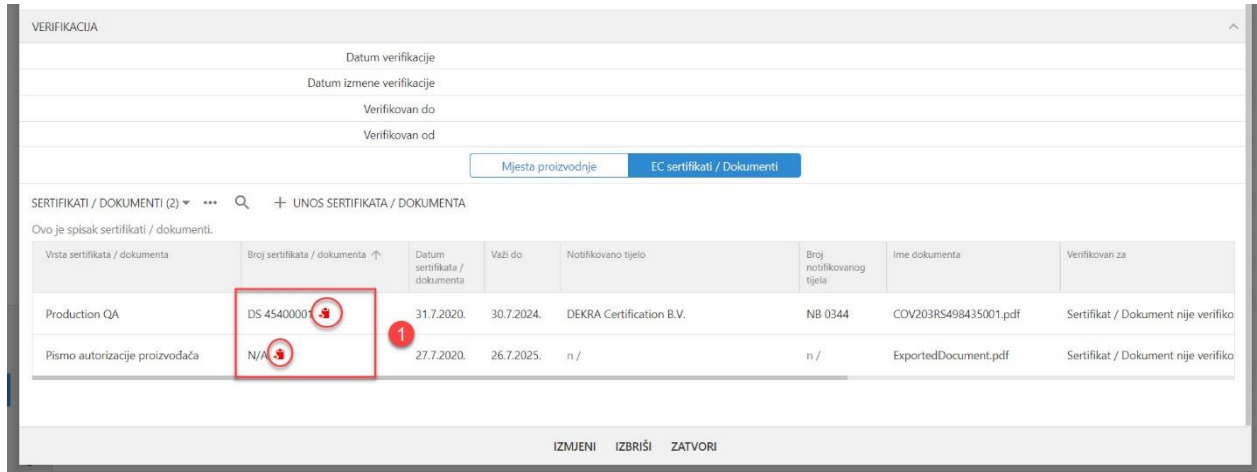 VERIFIKACIJA
Datum verifikacije
Datum izmene verifikacije
Verifikovan do
Verifikovan od
Mjesta proizvodnje EC sertifikati / Dokumenti
SERTIFIKATI / DOKUMENTI (2) ••• + UNOS SERTIFIKATA / DOKUMENTA
Ovo je spisak sertifikati / dokumenti.
Vrsta sertifikata / dokumenta Broj sertifikata / dokumenta ↑ Datum sertifikata / dokumenta Važi do Notifikovano tijelo Broj notifikovanog tijela Ime dokumenta Verifikovan za
Production QA DS 45400001 31.7.2020. 30.7.2024. DEKRA Certification B.V. NB 0344 COV203RS498435001.pdf Sertifikat / Dokument nije verifiko
1
Pismo autorizacije proizvođača N/A 27.7.2020. 26.7.2025. n / n / ExportedDocument.pdf Sertifikat / Dokument nije verifiko
IZMJENI IZBRIŠI ZATVORI